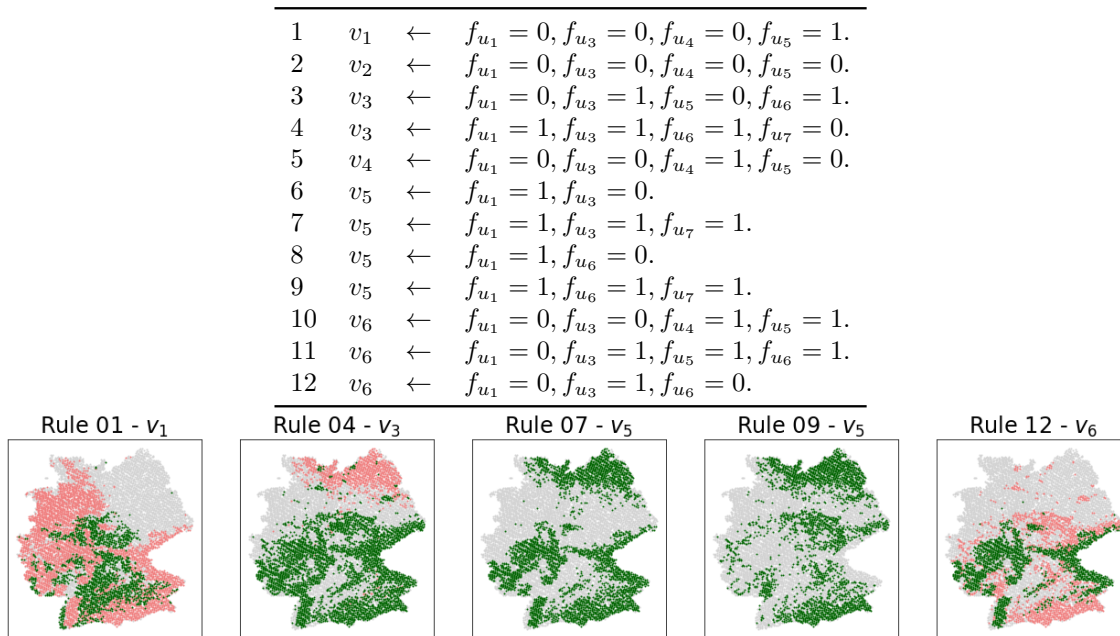 1 v₁ ← f_{u₁} = 0, f_{u₃} = 0, f_{u₄} = 0, f_{u₅} = 1.
2 v₂ ← f_{u₁} = 0, f_{u₃} = 0, f_{u₄} = 0, f_{u₅} = 0.
3 v₃ ← f_{u₁} = 0, f_{u₃} = 1, f_{u₅} = 0, f_{u₆} = 1.
4 v₃ ← f_{u₁} = 1, f_{u₃} = 1, f_{u₆} = 1, f_{u₇} = 0.
5 v₄ ← f_{u₁} = 0, f_{u₃} = 0, f_{u₄} = 1, f_{u₅} = 0.
6 v₅ ← f_{u₁} = 1, f_{u₃} = 0.
7 v₅ ← f_{u₁} = 1, f_{u₃} = 1, f_{u₇} = 1.
8 v₅ ← f_{u₁} = 1, f_{u₆} = 0.
9 v₅ ← f_{u₁} = 1, f_{u₆} = 1, f_{u₇} = 1.
10 v₆ ← f_{u₁} = 0, f_{u₃} = 0, f_{u₄} = 1, f_{u₅} = 1.
11 v₆ ← f_{u₁} = 0, f_{u₃} = 1, f_{u₅} = 1, f_{u₆} = 1.
12 v₆ ← f_{u₁} = 0, f_{u₃} = 1, f_{u₆} = 0.
Rule 01 - v₁ Rule 04 - v₃ Rule 07 - v₅ Rule 09 - v₅ Rule 12 - v₆